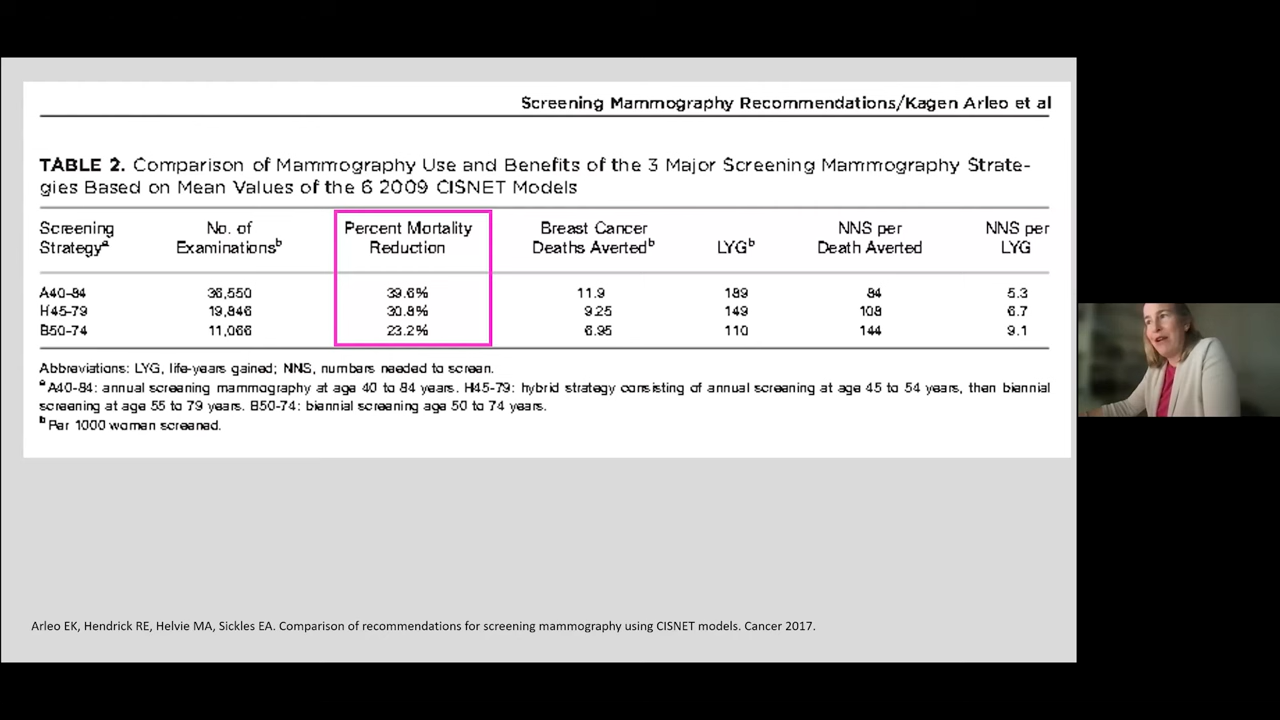 Screening Mammography Recommendations/Kagen Arleo et al
TABLE 2. Comparison of Mammography Use and Benefits of the 3 Major Screening Mammography Strate-
gies Based on Mean Values of the 6 2009 CISNET Models
Screening Strategyª No. of Examinationsᵇ Percent Mortality Reduction Breast Cancer Deaths Avertedᵇ LYGᵇ NNS per Death Averted NNS per LYG
A40-84 36,550 39.6% 11.9 189 84 5.3
H45-79 19,846 30.8% 9.25 149 108 6.7
B50-74 11,066 23.2% 6.95 110 144 9.1
Abbreviations: LYG, life-years gained; NNS, numbers needed to screen.
ª A40-84: annual screening mammography at age 40 to 84 years. H45-79: hybrid strategy consisting of annual screening at age 45 to 54 years, then biennial
screening at age 55 to 79 years. B50-74: biennial screening age 50 to 74 years.
ᵇ Per 1000 women screened.
Arleo EK, Hendrick RE, Helvie MA, Sickles EA. Comparison of recommendations for screening mammography using CISNET models. Cancer 2017.